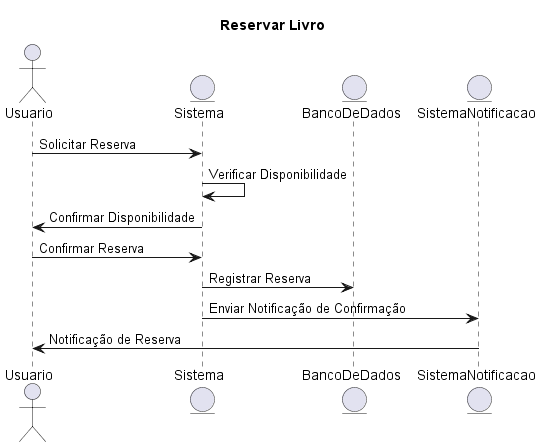 Reservar Livro
Usuario Sistema BancoDeDados SistemaNotificacao
Solicitar Reserva
Verificar Disponibilidade
Confirmar Disponibilidade
Confirmar Reserva
Registrar Reserva
Enviar Notificação de Confirmação
Notificação de Reserva
Usuario Sistema BancoDeDados SistemaNotificacao